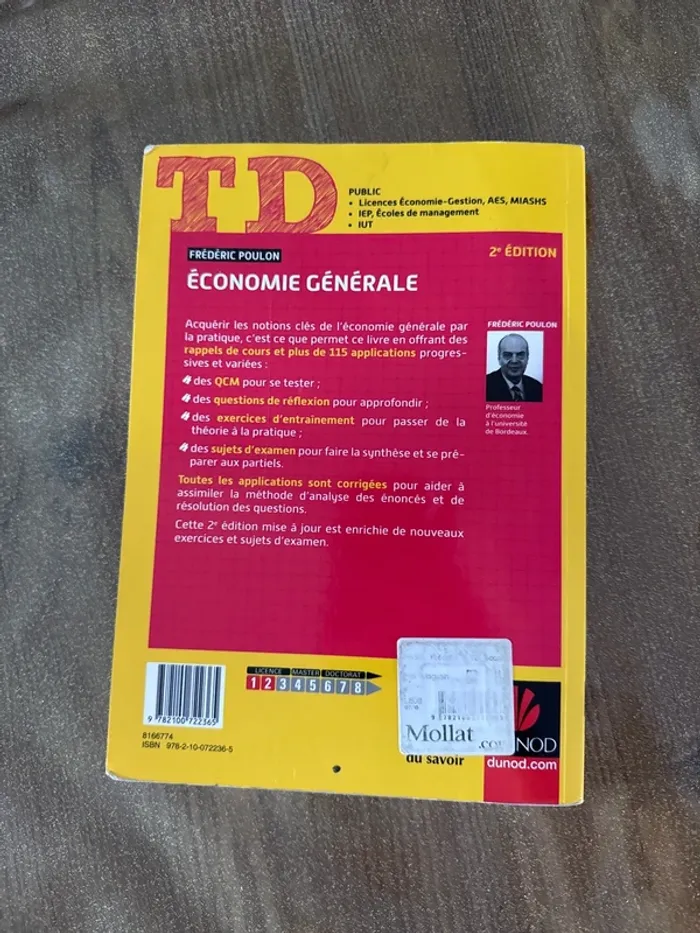 TD
PUBLIC
• Licences Économie-Gestion, AES, MIASHS
• IEP, Écoles de management
• IUT
FRÉDÉRIC POULON
2e ÉDITION
ÉCONOMIE GÉNÉRALE
Acquérir les notions clés de l'économie générale par
la pratique, c'est ce que permet ce livre en offrant des
rappels de cours et plus de 115 applications progres-
sives et variées :
des QCM pour se tester ;
des questions de réflexion pour approfondir ;
des exercices d'entraînement pour passer de la
théorie à la pratique ;
des sujets d'examen pour faire la synthèse et se pré-
parer aux partiels.
Toutes les applications sont corrigées pour aider à
assimiler la méthode d'analyse des énoncés et de
résolution des questions.
Cette 2e édition mise à jour est enrichie de nouveaux
exercices et sujets d'examen.
FRÉDÉRIC POULON
Professeur
d'économie
à l'université
de Bordeaux.
LICENCE MASTER DOCTORAT
1 2 3 4 5 6 7 8
9 782100 722365
8166774
ISBN 978-2-10-072236-5
Mollat.com
du savoir
NOD
dunod.com